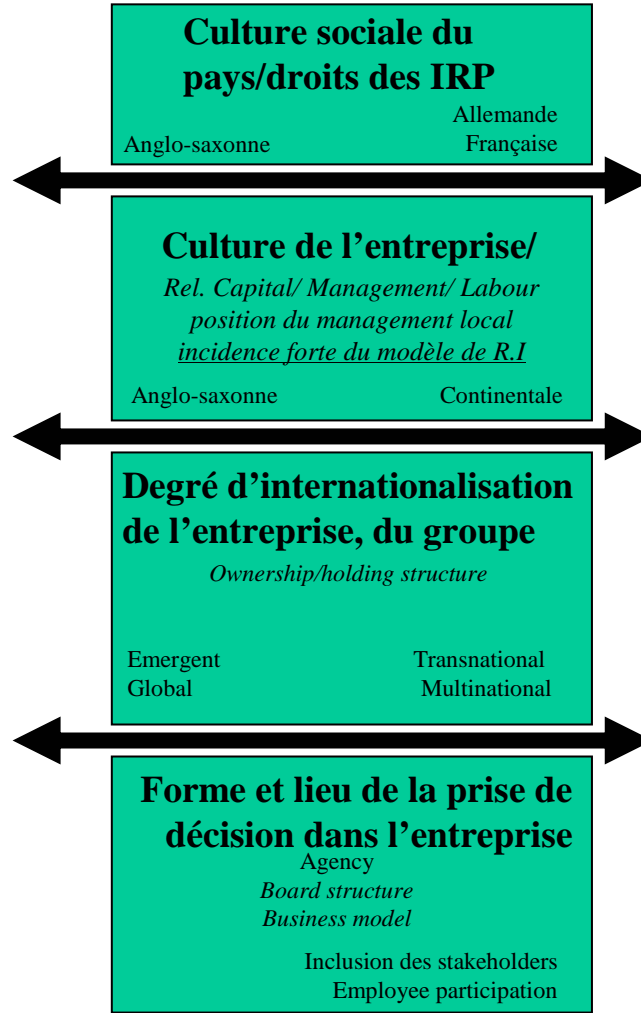 Culture sociale du
pays/droits des IRP
Allemande
Anglo-saxonne Française
Culture de l’entreprise/
Rel. Capital/ Management/ Labour
position du management local
incidence forte du modèle de R.I
Anglo-saxonne Continentale
Degré d’internationalisation
de l’entreprise, du groupe
Ownership/holding structure
Emergent Transnational
Global Multinational
Forme et lieu de la prise de
décision dans l’entreprise
Agency
Board structure
Business model
Inclusion des stakeholders
Employee participation